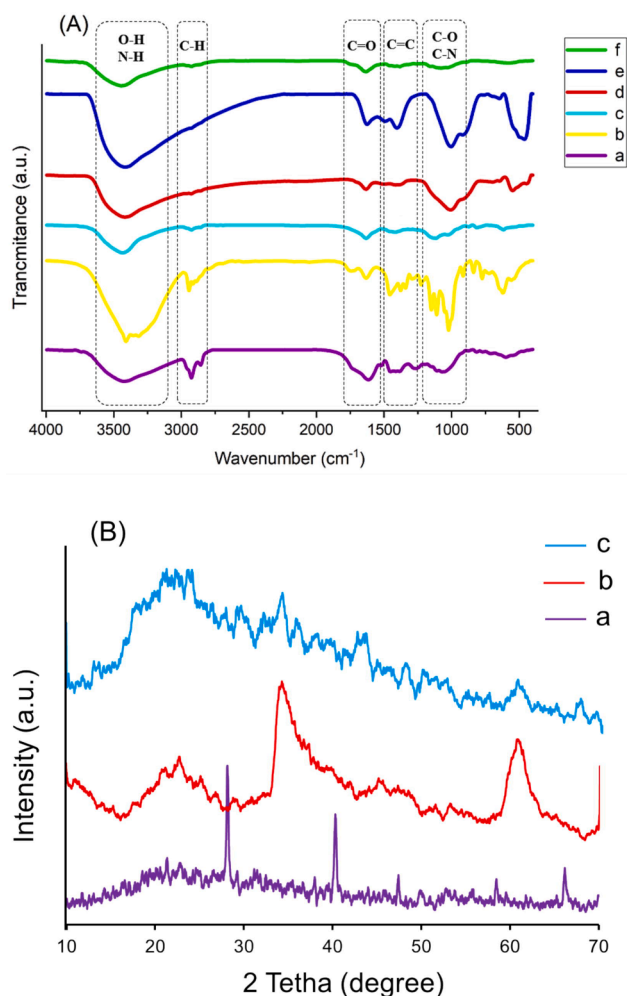 (A)
O-H
N-H
C-H
C=O
C=C
C-O
C-N
f
e
d
c
b
a
Trancmitance (a.u.)
4000 3500 3000 2500 2000 1500 1000 500
Wavenumber (cm-1)
(B)
c
b
a
Intensity (a.u.)
10 20 30 40 50 60 70
2 Tetha (degree)